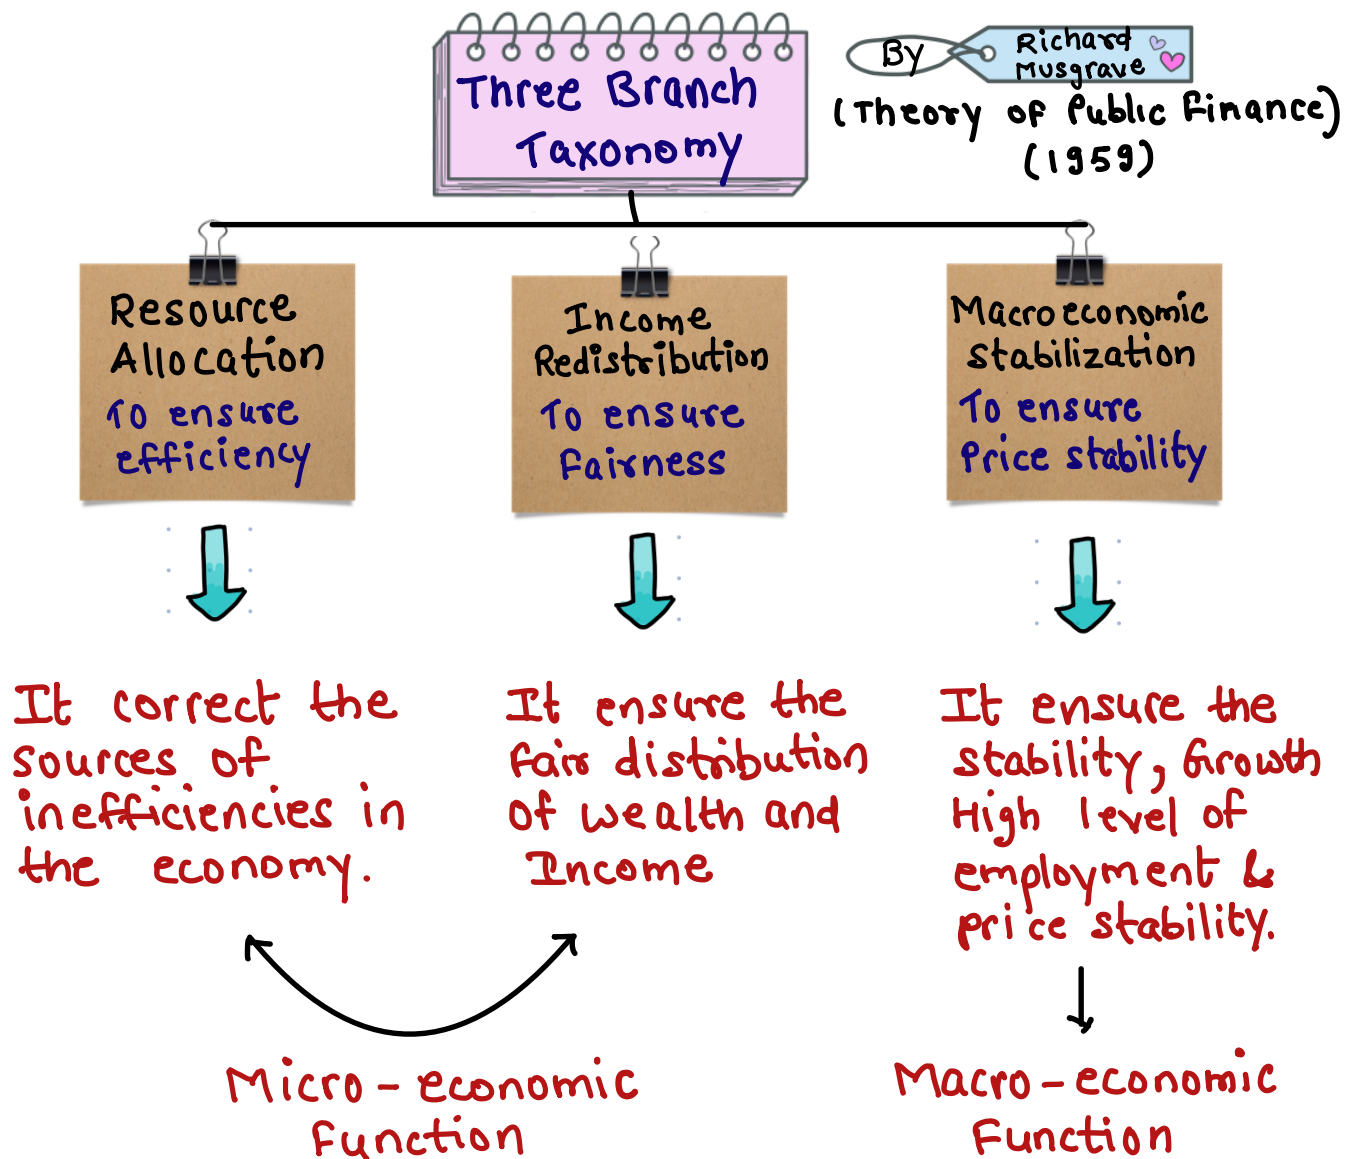 Three Branch
Taxonomy
By
Richard
Musgrave
(Theory of Public Finance)
(1959)
Resource
Allocation
To ensure
efficiency
Income
Redistribution
To ensure
Fairness
Macroeconomic
Stabilization
To ensure
Price stability
It correct the
sources of
inefficiencies in
the economy.
It ensure the
fair distribution
of wealth and
Income
It ensure the
stability, Growth
High level of
employment &
price stability.
Micro-economic
Function
Macro-economic
Function